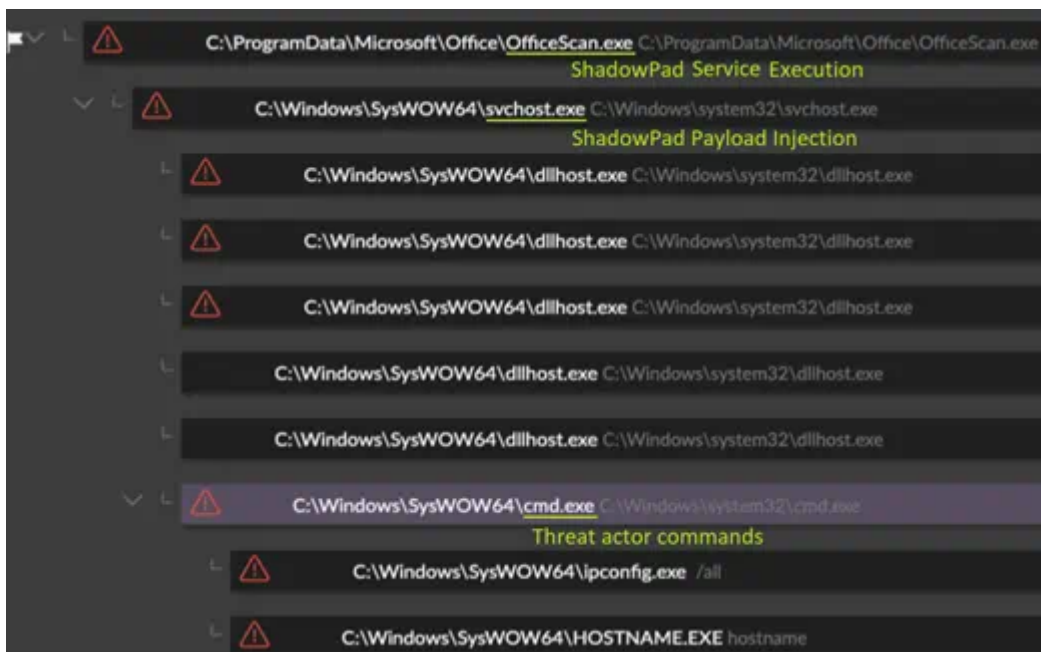 C:\ProgramData\Microsoft\Office\OfficeScan.exe C:\ProgramData\Microsoft\Office\OfficeScan.exe
ShadowPad Service Execution
C:\Windows\SysWOW64\svchost.exe C:\Windows\system32\svchost.exe
ShadowPad Payload Injection
C:\Windows\SysWOW64\dllhost.exe C:\Windows\system32\dllhost.exe
C:\Windows\SysWOW64\dllhost.exe C:\Windows\system32\dllhost.exe
C:\Windows\SysWOW64\dllhost.exe C:\Windows\system32\dllhost.exe
C:\Windows\SysWOW64\dllhost.exe C:\Windows\system32\dllhost.exe
C:\Windows\SysWOW64\dllhost.exe C:\Windows\system32\dllhost.exe
C:\Windows\SysWOW64\cmd.exe C:\Windows\system32\cmd.exe
Threat actor commands
C:\Windows\SysWOW64\ipconfig.exe /all
C:\Windows\SysWOW64\HOSTNAME.EXE hostname